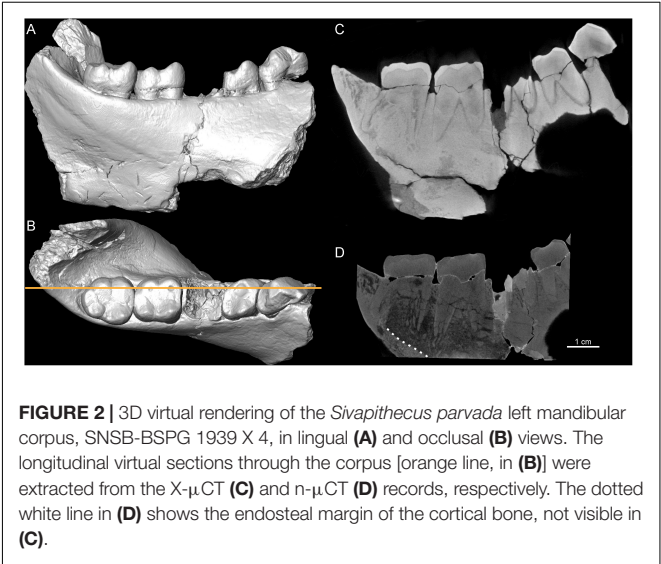 A
C
B
D
1 cm
FIGURE 2 | 3D virtual rendering of the Sivapithecus parvada left mandibular
corpus, SNSB-BSPG 1939 X 4, in lingual (A) and occlusal (B) views. The
longitudinal virtual sections through the corpus [orange line, in (B)] were
extracted from the X-μCT (C) and n-μCT (D) records, respectively. The dotted
white line in (D) shows the endosteal margin of the cortical bone, not visible in
(C).